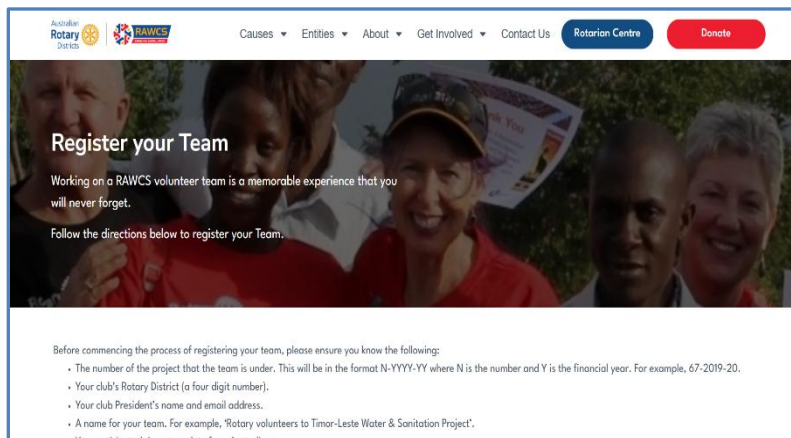 Australian
Rotary
Districts
RAWCS
Causes
Entities
About
Get Involved
Contact Us
Rotarian Centre
Donate
Register your Team
Working on a RAWCS volunteer team is a memorable experience that you
will never forget.
Follow the directions below to register your Team.
Before commencing the process of registering your team, please ensure you know the following:
• The number of the project that the team is under. This will be in the format N-YYYY-YY where N is the number and Y is the financial year. For example, 67-2019-20.
• Your club's Rotary District (a four digit number).
• Your club President's name and email address.
• A name for your team. For example, 'Rotary volunteers to Timor-Leste Water & Sanitation Project'.